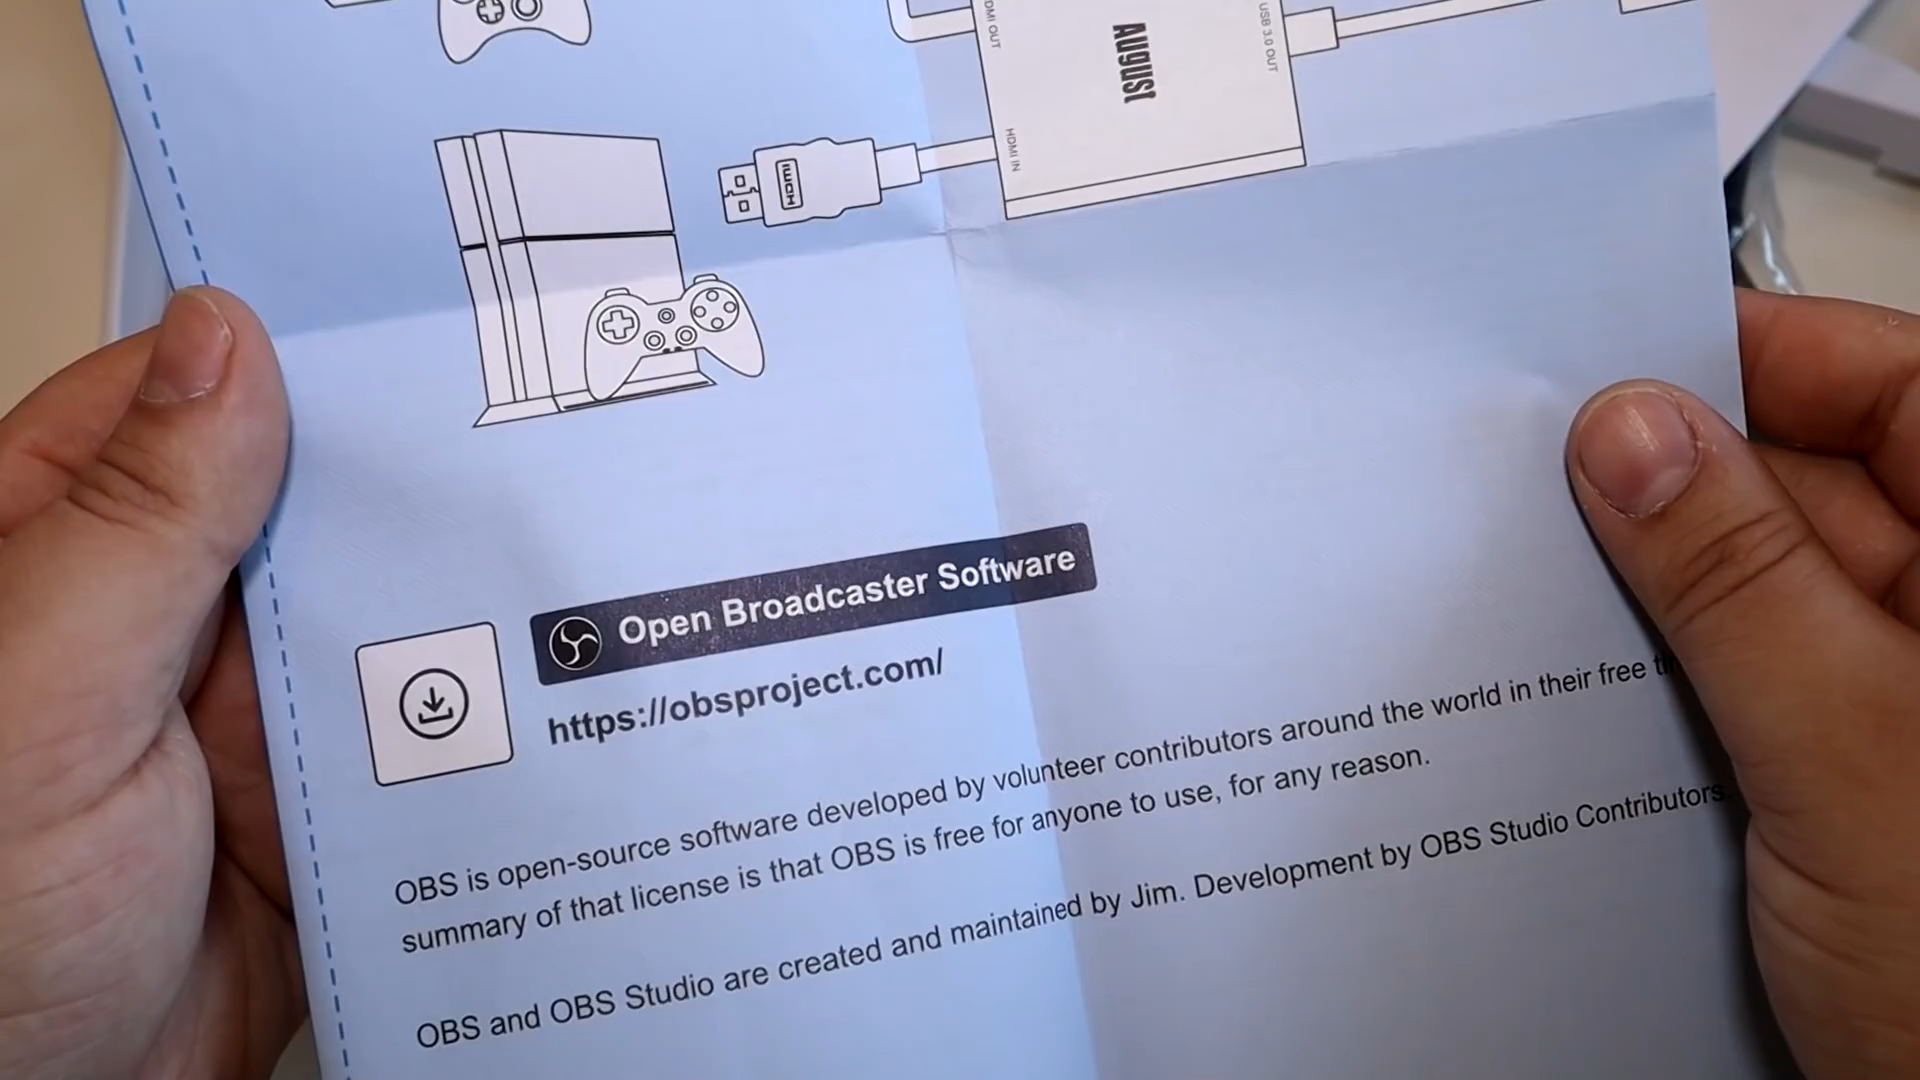 HDMI OUT
USB 3.0 OUT
AUGUST
HDMI IN
HDMI
Open Broadcaster Software
https://obsproject.com/
OBS is open-source software developed by volunteer contributors around the world in their free
summary of that license is that OBS is free for anyone to use, for any reason.
OBS and OBS Studio are created and maintained by Jim. Development by OBS Studio Contributors.